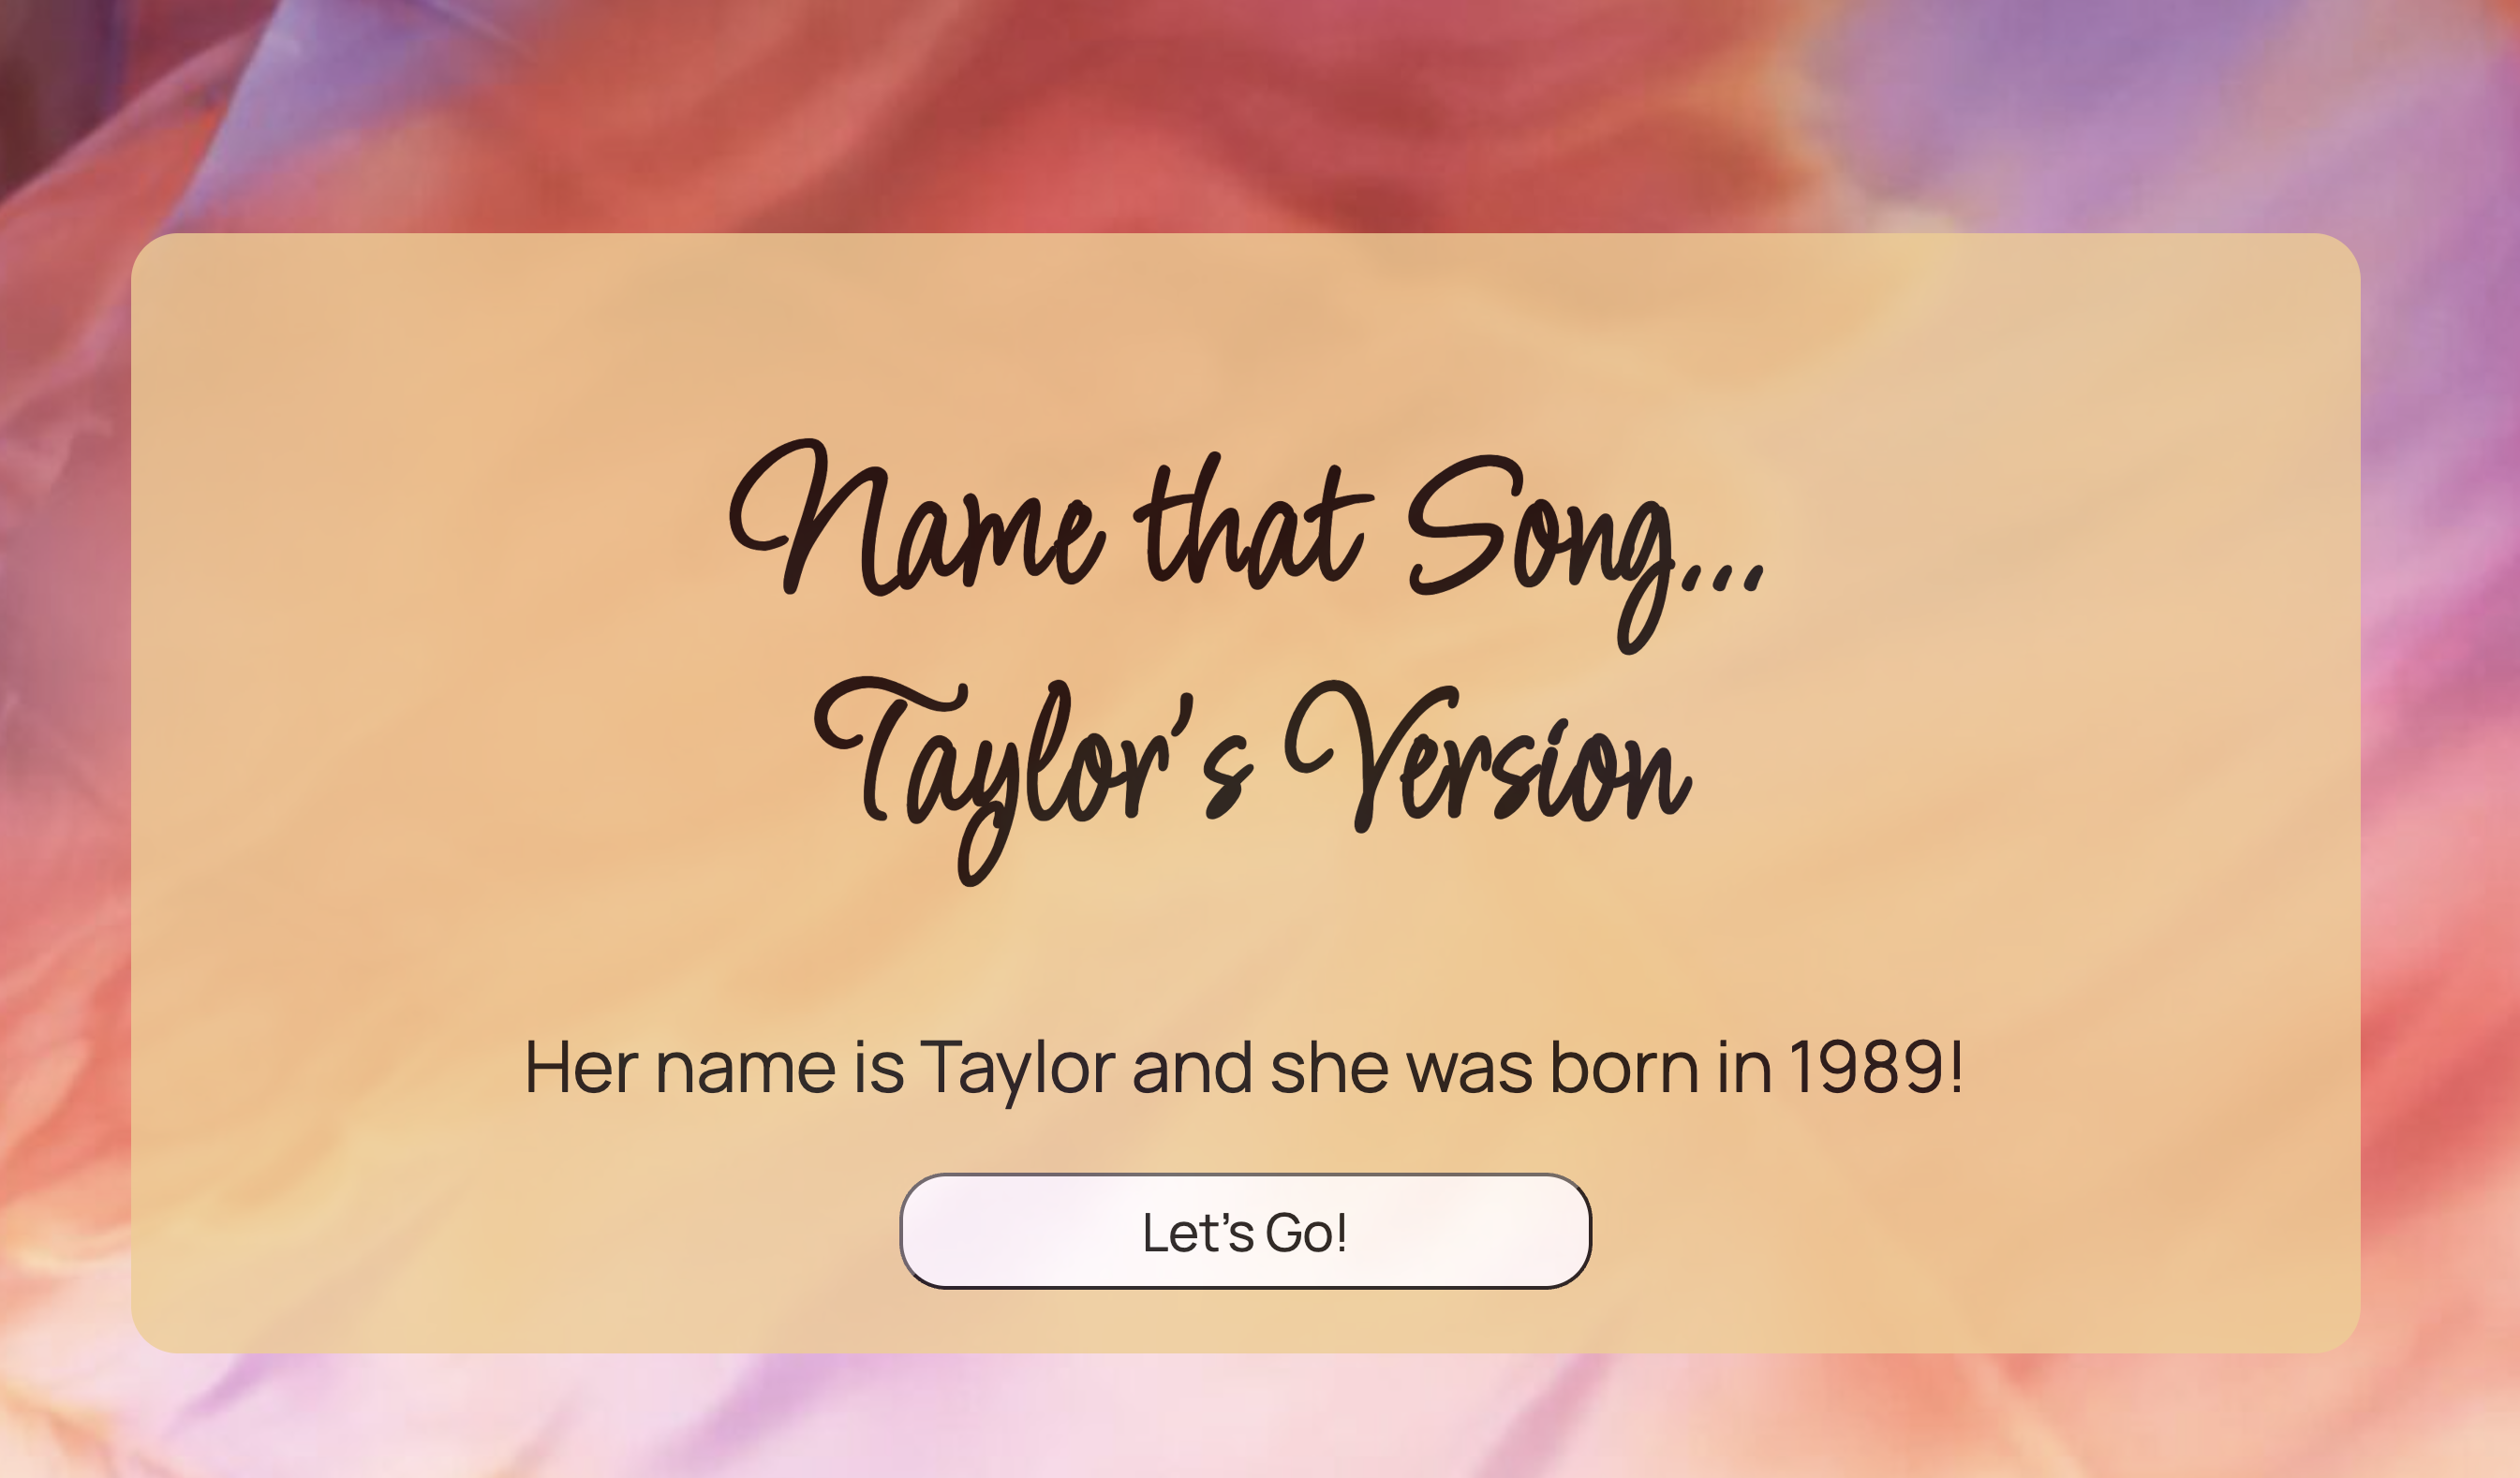 Name that Song...
Taylor's Version
Her name is Taylor and she was born in 1989!
Let's Go!